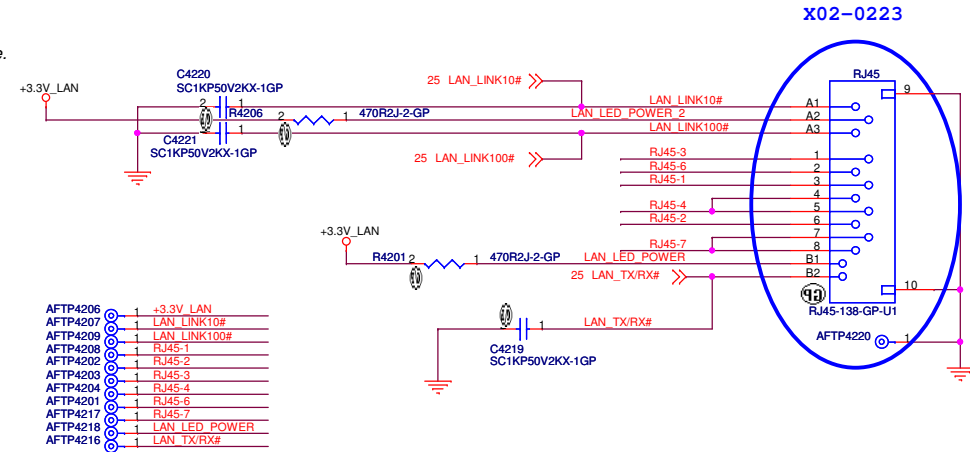 X02-0223
e.
+3.3V_LAN
C4220
SC1KP50V2KX-1GP
2 1
R4206
2 1 470R2J-2-GP
2 1
C4221
SC1KP50V2KX-1GP
25 LAN_LINK10#
25 LAN_LINK100#
LAN_LINK10#
LAN_LED_POWER_2
LAN_LINK100#
RJ45-3
RJ45-6
RJ45-1
RJ45-4
RJ45-2
RJ45-7
+3.3V_LAN
R4201 2 1 470R2J-2-GP
LAN_LED_POWER
25 LAN_TX/RX#
1 LAN_TX/RX#
C4219
SC1KP50V2KX-1GP
RJ45
A1
A2
A3
1
2
3
4
5
6
7
8
B1
B2
9
10
GP
RJ45-138-GP-U1
AFTP4220 1
AFTP4206 1 +3.3V_LAN
AFTP4207 1 LAN_LINK10#
AFTP4209 1 LAN_LINK100#
AFTP4208 1 RJ45-1
AFTP4202 1 RJ45-2
AFTP4203 1 RJ45-3
AFTP4204 1 RJ45-4
AFTP4201 1 RJ45-6
AFTP4217 1 RJ45-7
AFTP4218 1 LAN_LED_POWER
AFTP4216 1 LAN_TX/RX#